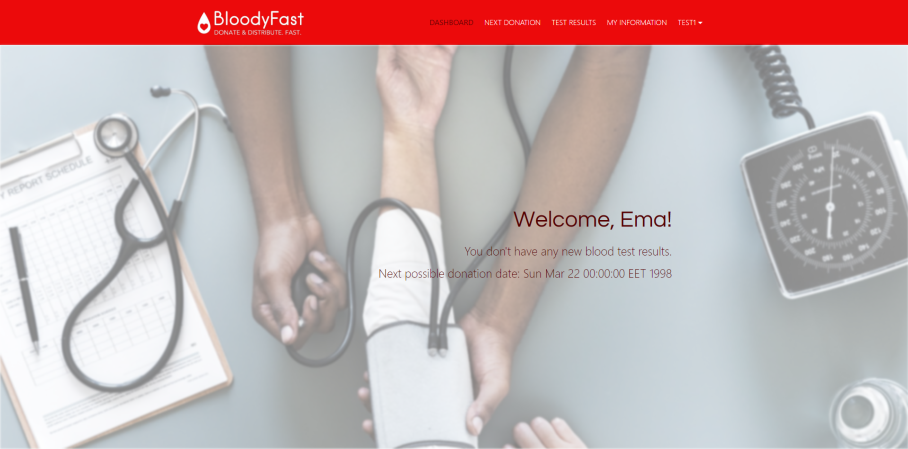 BloodyFast
DONATE & DISTRIBUTE. FAST.
DASHBOARD NEXT DONATION TEST RESULTS MY INFORMATION TEST1
REPORT SCHEDULE
Welcome, Ema!
You don't have any new blood test results.
Next possible donation date: Sun Mar 22 00:00:00 EET 1998